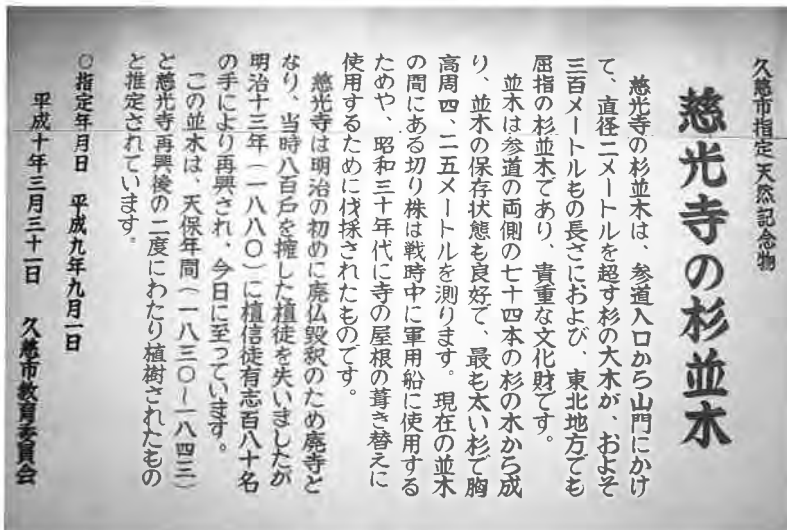 久慈市指定天然記念物
慈光寺の杉並木
慈光寺の杉並木は、参道入口から山門にかけ
て、直径二メートルを超す杉の大木が、およそ
三百メートルもの長さにおよび、東北地方でも
屈指の杉並木であり、貴重な文化財です。
並木は参道の両側の七十四本の杉の木から成
り、並木の保存状態も良好で、最も太い杉で胸
高周四、二五メートルを測ります。現在の並木
の間にある切り株は戦時中に軍用船に使用する
ためや、昭和三十年代に寺の屋根の葺き替えに
使用するために伐採されたものです。
慈光寺は明治の初めに廃仏毀釈のため廃寺と
なり、当時八百戸を擁した檀徒を失いましたが
明治十三年(一八八〇)に檀信徒有志百八十名
の手により再興され、今日に至っています。
この並木は、天保年間(一八三〇ー一八四三)
と慈光寺再興後の二度にわたり植樹されたもの
と推定されています。
○指定年月日 平成九年九月一日
平成十年三月三十一日 久慈市教育委員会